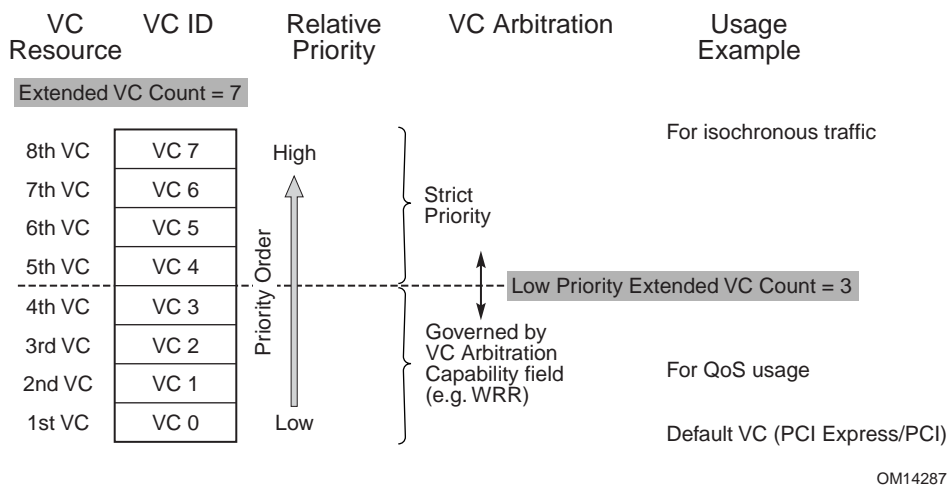 VC Resource
VC ID
Relative Priority
VC Arbitration
Usage Example
Extended VC Count = 7
For isochronous traffic
8th VC VC 7 High
7th VC VC 6
6th VC VC 5
5th VC VC 4
Strict
Priority
Priority Order
Low Priority Extended VC Count = 3
4th VC VC 3
3rd VC VC 2
2nd VC VC 1
1st VC VC 0 Low
Governed by
VC Arbitration
Capability field
(e.g. WRR)
For QoS usage
Default VC (PCI Express/PCI)
OM14287